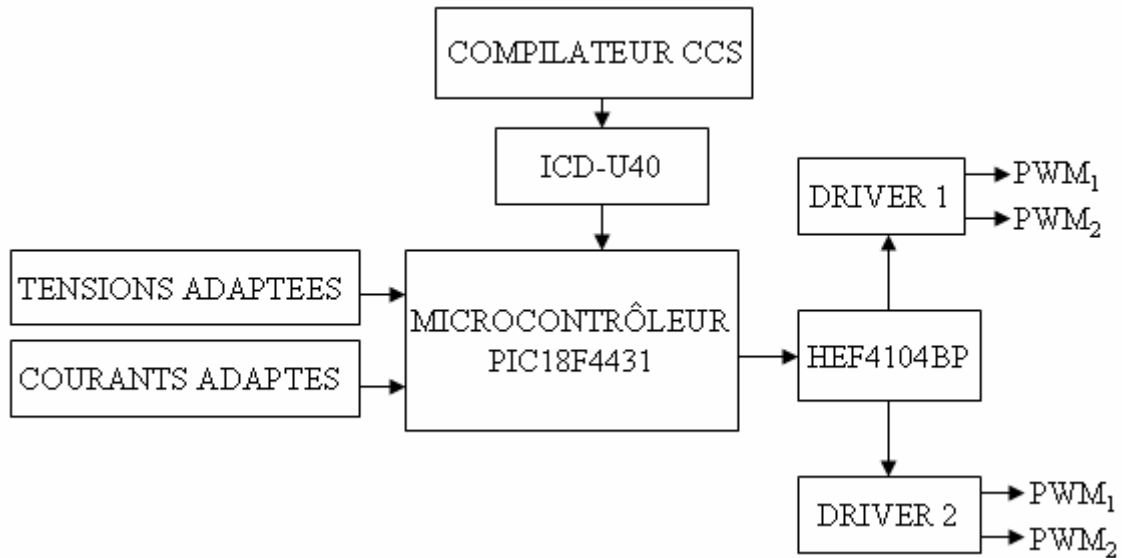 COMPILATEUR CCS
ICD-U40
DRIVER 1
PWM₁
PWM₂
TENSIONS ADAPTEES
COURANTS ADAPTES
MICROCONTRÔLEUR
PIC18F4431
HEF4104BP
DRIVER 2
PWM₁
PWM₂